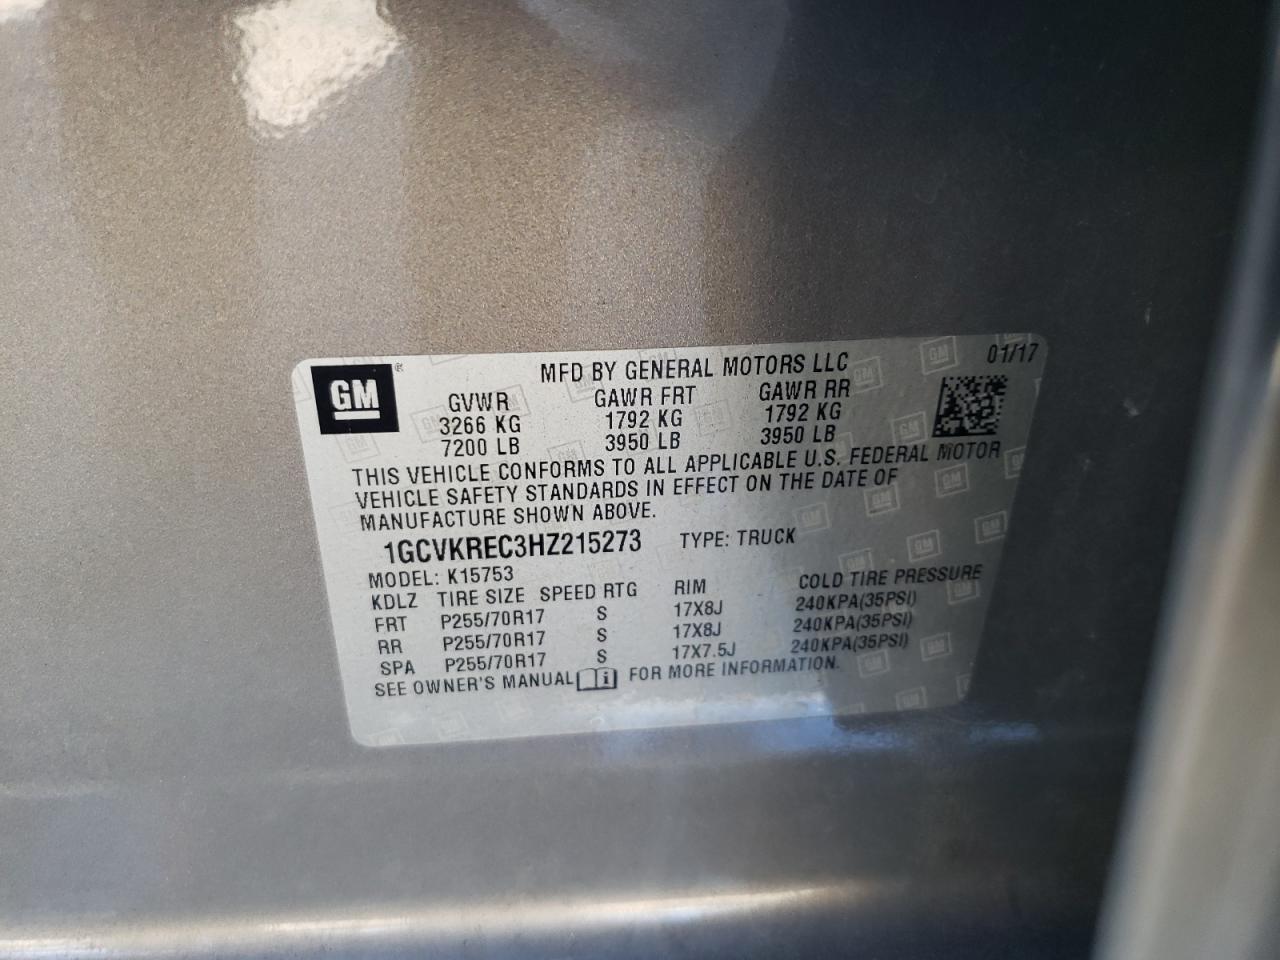 GM
MFD BY GENERAL MOTORS LLC 01/17
GVWR GAWR FRT GAWR RR
3266 KG 1792 KG 1792 KG
7200 LB 3950 LB 3950 LB
THIS VEHICLE CONFORMS TO ALL APPLICABLE U.S. FEDERAL MOTOR
VEHICLE SAFETY STANDARDS IN EFFECT ON THE DATE OF
MANUFACTURE SHOWN ABOVE.
1GCVKREC3HZ215273 TYPE: TRUCK
MODEL: K15753
KDLZ TIRE SIZE SPEED RTG RIM COLD TIRE PRESSURE
FRT P255/70R17 S 17X8J 240KPA(35PSI)
RR P255/70R17 S 17X8J 240KPA(35PSI)
SPA P255/70R17 S 17X7.5J 240KPA(35PSI)
SEE OWNER'S MANUAL i FOR MORE INFORMATION.